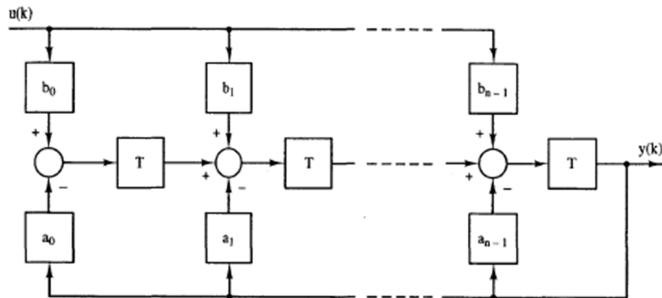 u(k)
b₀ b₁ bₙ₋₁
+ + +
T + T + T y(k)
− − −
a₀ a₁ aₙ₋₁